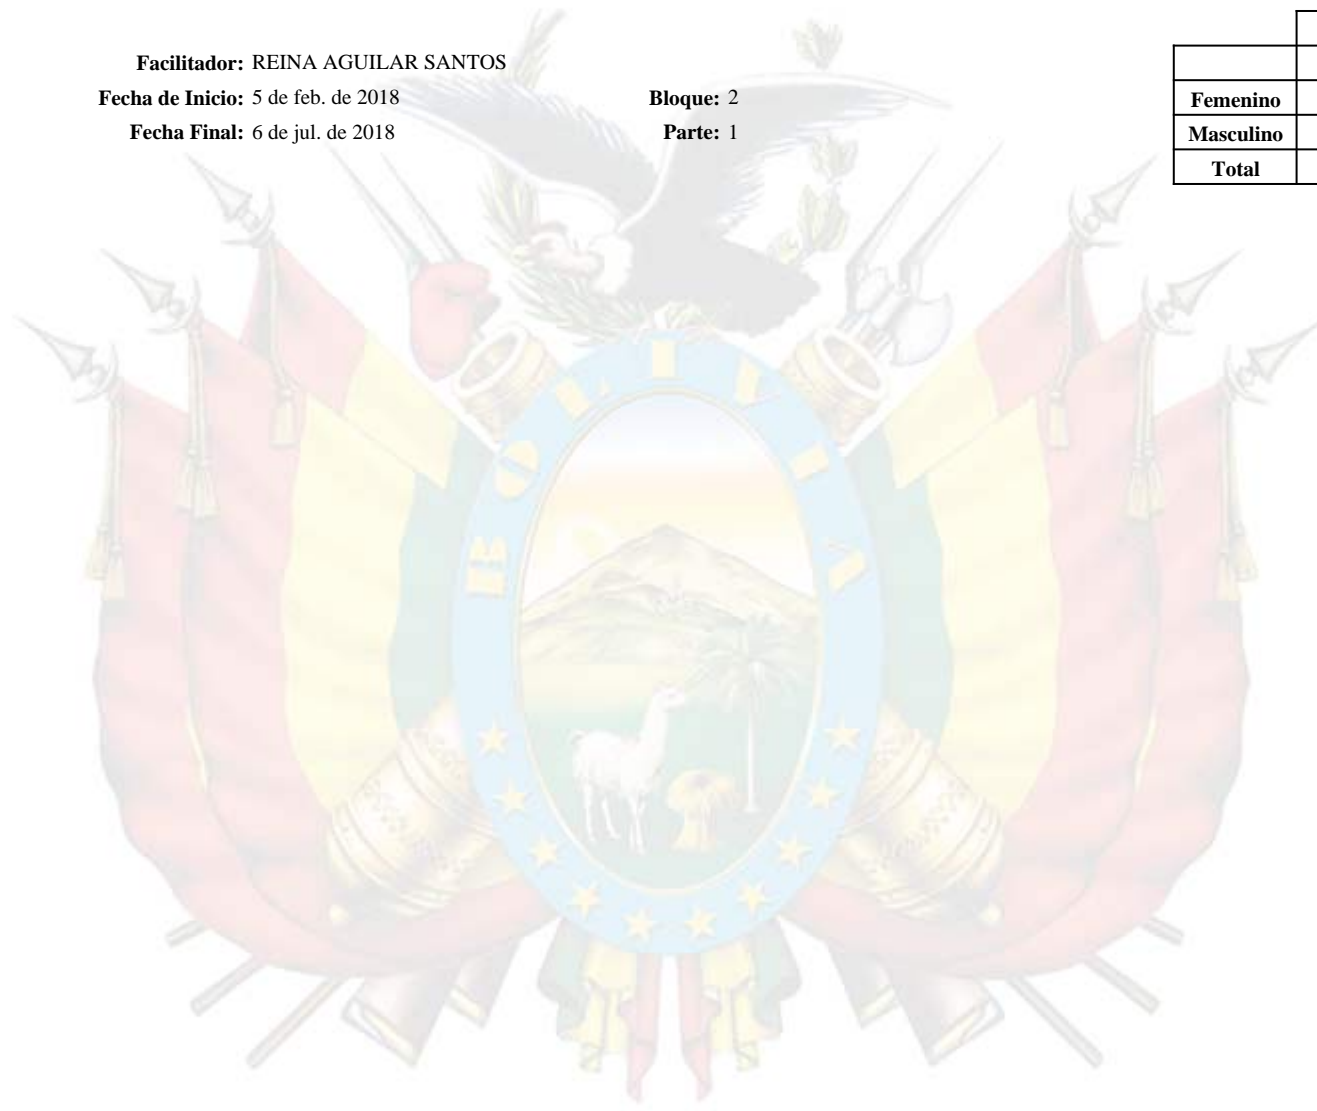 Facilitador: REINA AGUILAR SANTOS
Fecha de Inicio: 5 de feb. de 2018 Bloque: 2
Fecha Final: 6 de jul. de 2018 Parte: 1
Femenino
Masculino
Total
BOLIVIA